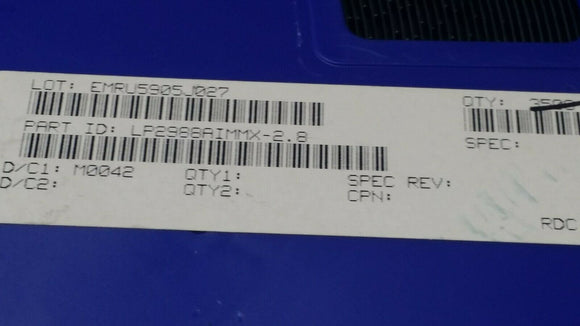 LOT: EMRU5905J027
QTY:
PART ID: LP2966AIMMX-2.8
SPEC:
D/C1: M0042 QTY1: SPEC REV:
D/C2: QTY2: CPN:
RDC